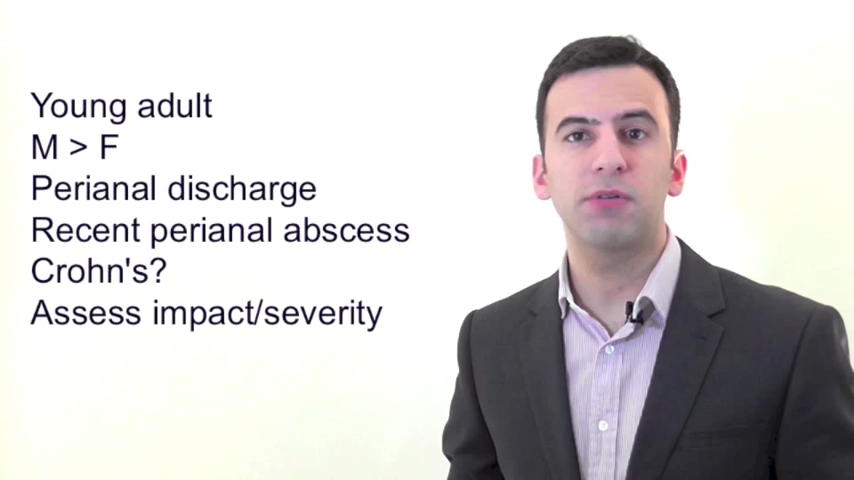 Young adult
M > F
Perianal discharge
Recent perianal abscess
Crohn's?
Assess impact/severity